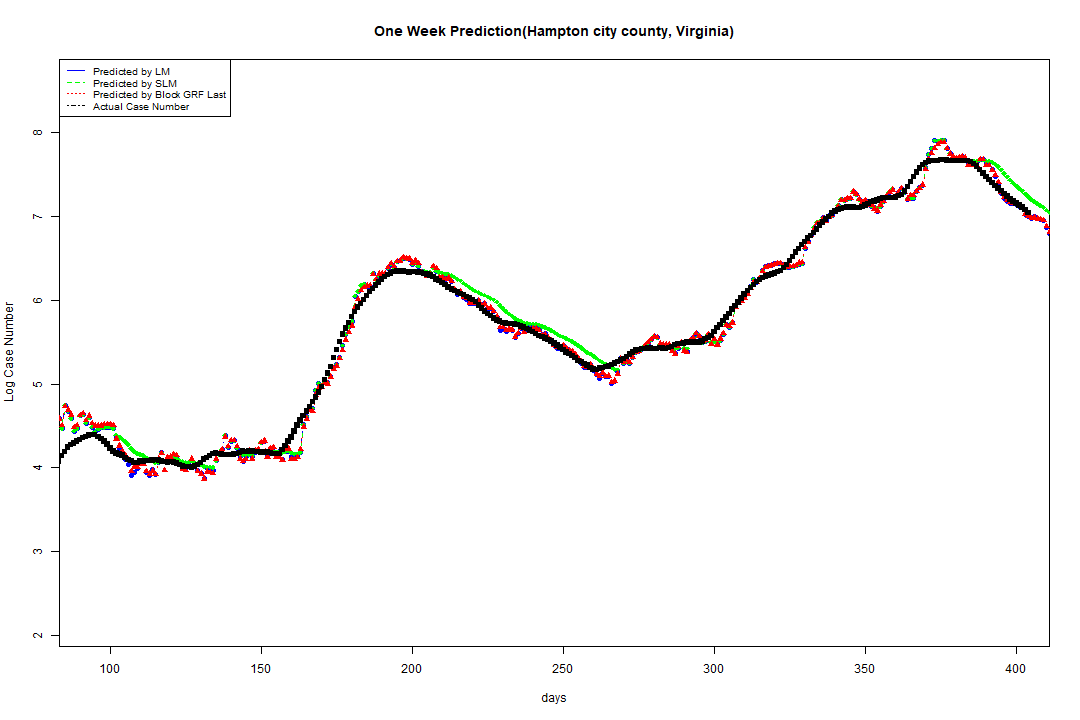 One Week Prediction(Hampton city county, Virginia)
Predicted by LM
Predicted by SLM
Predicted by Block GRF Last
Actual Case Number
8
7
6
5
4
3
2
Log Case Number
100 150 200 250 300 350 400
days